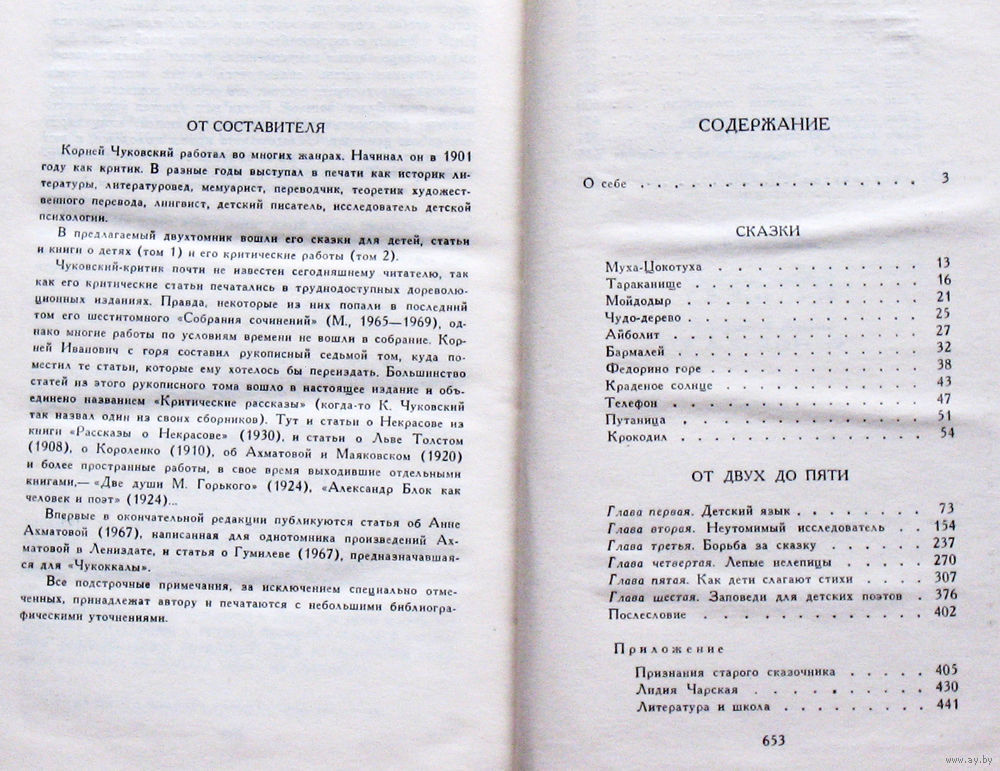 ОТ СОСТАВИТЕЛЯ
Корней Чуковский работал во многих жанрах. Начинал он в 1901
году как критик. В разные годы выступал в печати как историк ли-
тературы, литературовед, мемуарист, переводчик, теоретик художест-
венного перевода, лингвист, детский писатель, исследователь детской
психологии.
В предлагаемый двухтомник вошли его сказки для детей, статьи
и книги о детях (том 1) и его критические работы (том 2).
Чуковский-критик почти не известен сегодняшнему читателю, так
как его критические статьи печатались в труднодоступных дореволю-
ционных изданиях. Правда, некоторые из них попали в последний
том его шеститомного «Собрания сочинений» (М., 1965—1969), од-
нако многие работы по условиям времени не вошли в собрание. Кор-
ней Иванович с горя составил рукописный седьмой том, куда по-
местил те статьи, которые ему хотелось бы переиздать. Большинство
статей из этого рукописного тома вошло в настоящее издание и объ-
единено названием «Критические рассказы» (когда-то К. Чуковский
так назвал один из своих сборников). Тут и статьи о Некрасове из
книги «Рассказы о Некрасове» (1930), и статьи о Льве Толстом
(1908), о Короленко (1910), об Ахматовой и Маяковском (1920)
и более пространные работы, в свое время выходившие отдельными
книгами,— «Две души М. Горького» (1924), «Александр Блок как
человек и поэт» (1924)...
Впервые в окончательной редакции публикуются статья об Анне
Ахматовой (1967), написанная для однотомника произведений Ах-
матовой в Лениздате, и статья о Гумилеве (1967), предназначавшая-
ся для «Чукоккалы».
Все подстрочные примечания, за исключением специально отме-
ченных, принадлежат автору и печатаются с небольшими библиогра-
фическими уточнениями.
СОДЕРЖАНИЕ
О себе . . . . . . . . . . . . . . . . 3
СКАЗКИ
Муха-Цокотуха . . . . . . . . . . . . 13
Тараканище . . . . . . . . . . . . . 16
Мойдодыр . . . . . . . . . . . . . . 21
Чудо-дерево . . . . . . . . . . . . . 25
Айболит . . . . . . . . . . . . . . . 27
Бармалей . . . . . . . . . . . . . . 32
Федорино горе . . . . . . . . . . . . 38
Краденое солнце . . . . . . . . . . . 43
Телефон . . . . . . . . . . . . . . . 47
Путаница . . . . . . . . . . . . . . 51
Крокодил . . . . . . . . . . . . . . 54
ОТ ДВУХ ДО ПЯТИ
Глава первая. Детский язык . . . . . . . 73
Глава вторая. Неутомимый исследователь . . 154
Глава третья. Борьба за сказку . . . . . . 237
Глава четвертая. Лепые нелепицы . . . . . 270
Глава пятая. Как дети слагают стихи . . . . 307
Глава шестая. Заповеди для детских поэтов . 376
Послесловие . . . . . . . . . . . . . 402
Приложение
Признания старого сказочника . . . . . 405
Лидия Чарская . . . . . . . . . . . 430
Литература и школа . . . . . . . . . 441
653
www.ay.by